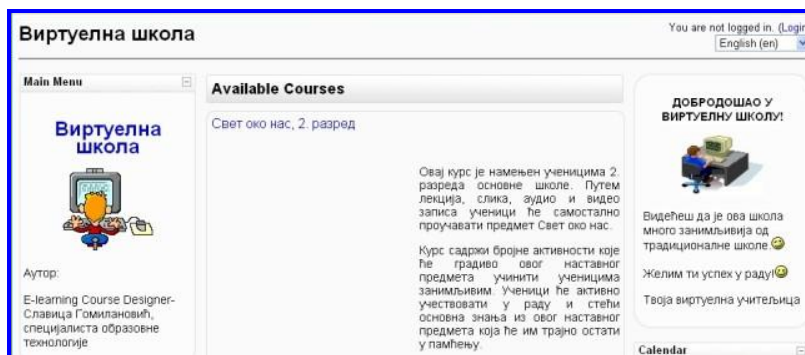 Виртуелна школа
You are not logged in. (Login
English (en)
Main Menu
Виртуелна
школа
Аутор:
E-learning Course Designer-
Славица Гомилановић,
специјалиста образовне
технологије
Available Courses
Свет око нас, 2. разред
Овај курс је намењен ученицима 2.
разреда основне школе. Путем
лекција, слика, аудио и видео
записа ученици ће самостално
проучавати предмет Свет око нас.
Курс садржи бројне активности које
ће градиво овог наставног
предмета учинити ученицима
занимљивим. Ученици ће активно
учествовати у раду и стећи
основна знања из овог наставног
предмета која ће им трајно остати
у памћењу.
ДОБРОДОШАО У
ВИРТУЕЛНУ ШКОЛУ!
Видећеш да је ова школа
много занимљивија од
традиционалне школе.
Желим ти успех у раду!
Твоја виртуелна учитељица
Calendar